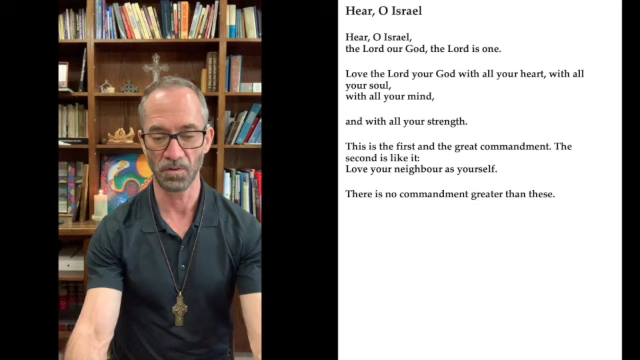 Hear, O Israel
Hear, O Israel,
the Lord our God, the Lord is one.
Love the Lord your God with all your heart, with all
your soul,
with all your mind,
and with all your strength.
This is the first and the great commandment. The
second is like it:
Love your neighbour as yourself.
There is no commandment greater than these.